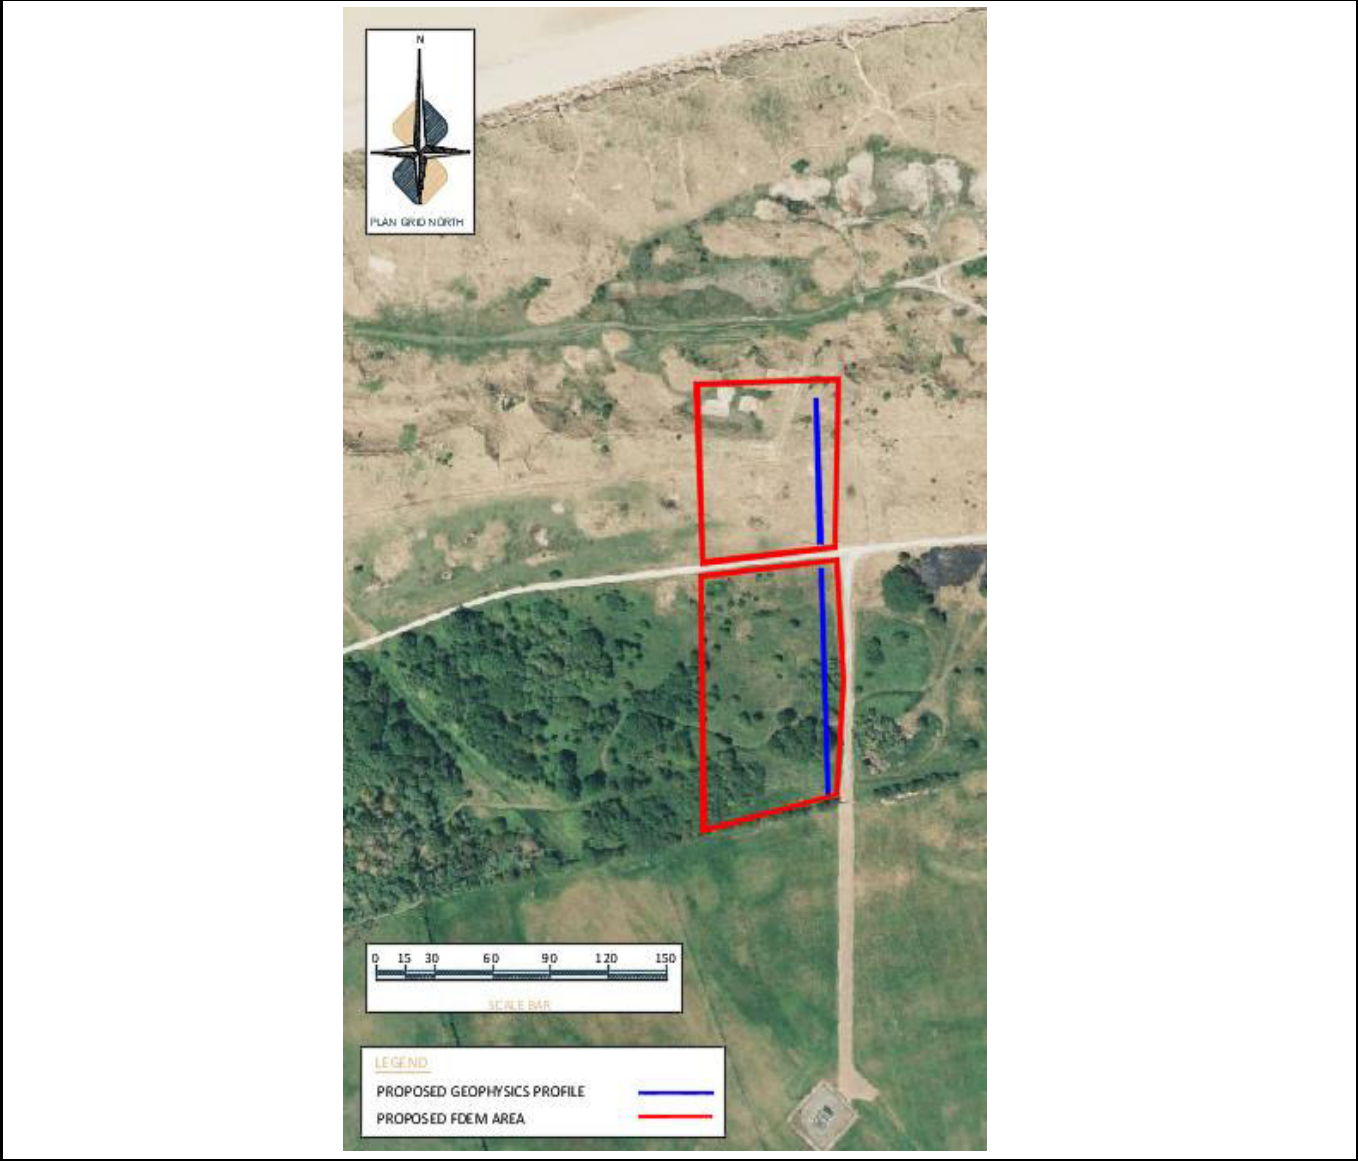 N
PLAN GRID NORTH
0 15 30 60 90 120 150
SCALE BAR
LEGEND
PROPOSED GEOPHYSICS PROFILE
PROPOSED FDEM AREA